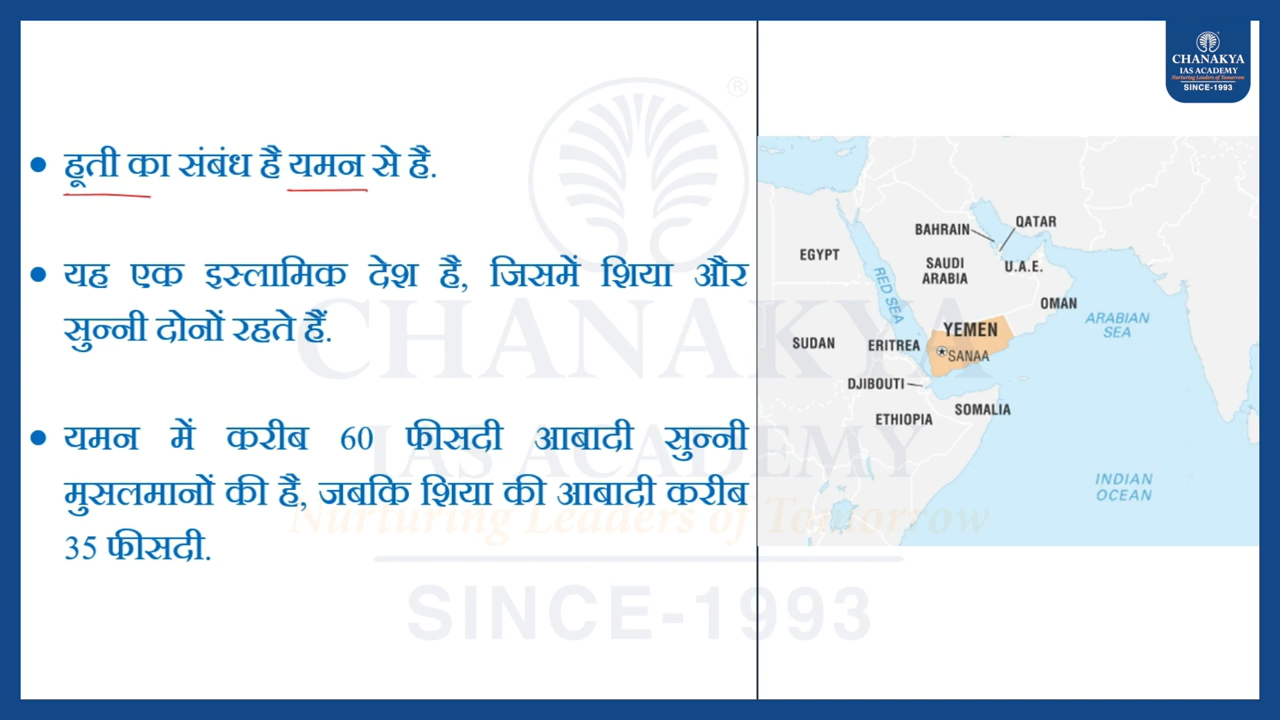 CHANAKYA
IAS ACADEMY
Nurturing Leaders of Tomorrow
SINCE-1993
®
• हूती का संबंध है यमन से है.
• यह एक इस्लामिक देश है, जिसमें शिया और
सुन्नी दोनों रहते हैं.
• यमन में करीब 60 फीसदी आबादी सुन्नी
मुसलमानों की है, जबकि शिया की आबादी करीब
35 फीसदी.
CHANAKYA
IAS ACADEMY
Nurturing Leaders of Tomorrow
SINCE-1993
BAHRAIN
QATAR
EGYPT
SAUDI
ARABIA
U.A.E.
RED SEA
OMAN
ARABIAN
SEA
YEMEN
SUDAN
ERITREA
SANAA
DJIBOUTI
ETHIOPIA
SOMALIA
INDIAN
OCEAN